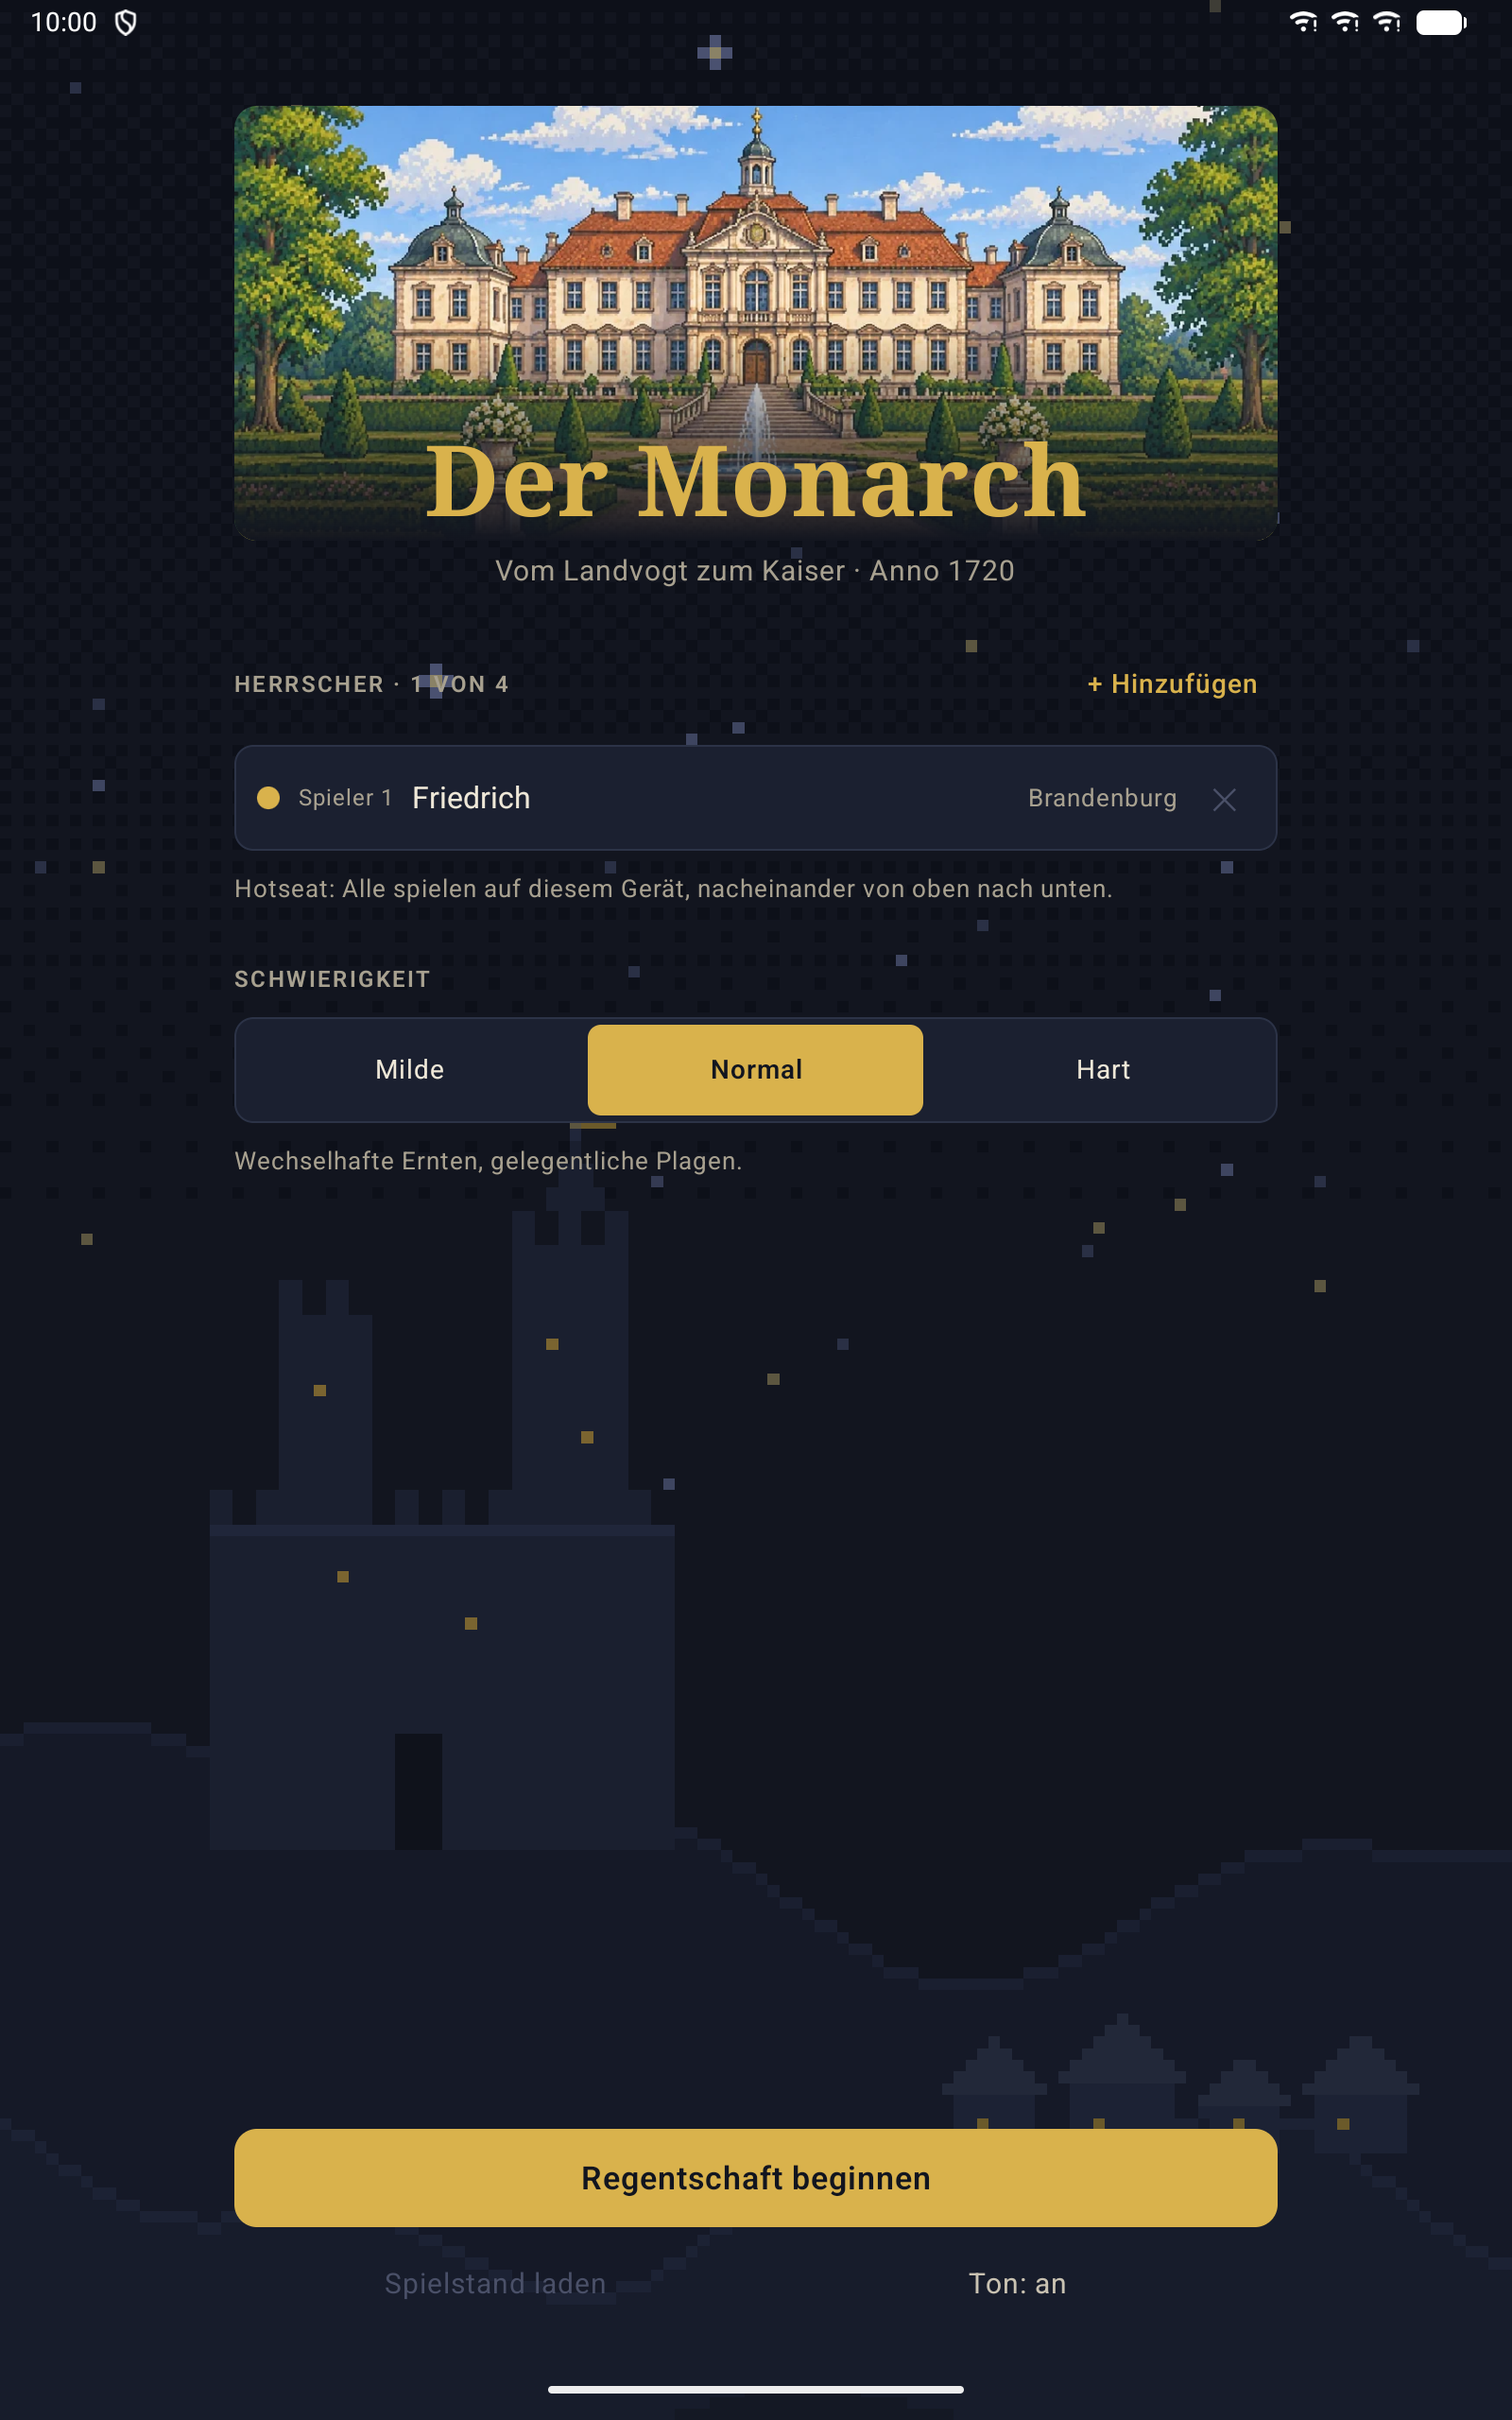 10:00
Der Monarch
Vom Landvogt zum Kaiser · Anno 1720
HERRSCHER · 1 VON 4
+ Hinzufügen
Spieler 1 Friedrich Brandenburg
Hotseat: Alle spielen auf diesem Gerät, nacheinander von oben nach unten.
SCHWIERIGKEIT
Milde Normal Hart
Wechselhafte Ernten, gelegentliche Plagen.
Regentschaft beginnen
Spielstand laden Ton: an